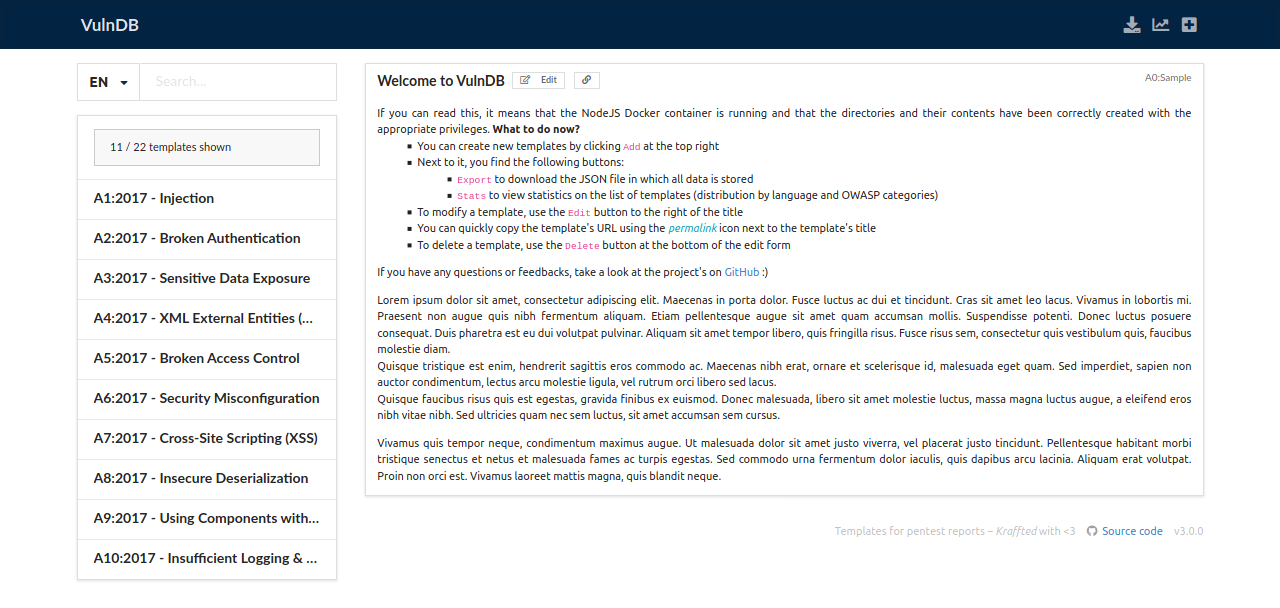 VulnDB
EN
Search...
11 / 22 templates shown
A1:2017 - Injection
A2:2017 - Broken Authentication
A3:2017 - Sensitive Data Exposure
A4:2017 - XML External Entities (...
A5:2017 - Broken Access Control
A6:2017 - Security Misconfiguration
A7:2017 - Cross-Site Scripting (XSS)
A8:2017 - Insecure Deserialization
A9:2017 - Using Components with...
A10:2017 - Insufficient Logging & ...
Welcome to VulnDB Edit
A0:Sample
If you can read this, it means that the NodeJS Docker container is running and that the directories and their contents have been correctly created with the
appropriate privileges. What to do now?
▪ You can create new templates by clicking Add at the top right
▪ Next to it, you find the following buttons:
▪ Export to download the JSON file in which all data is stored
▪ Stats to view statistics on the list of templates (distribution by language and OWASP categories)
▪ To modify a template, use the Edit button to the right of the title
▪ You can quickly copy the template's URL using the permalink icon next to the template's title
▪ To delete a template, use the Delete button at the bottom of the edit form
If you have any questions or feedbacks, take a look at the project's on GitHub :)
Lorem ipsum dolor sit amet, consectetur adipiscing elit. Maecenas in porta dolor. Fusce luctus ac dui et tincidunt. Cras sit amet leo lacus. Vivamus in lobortis mi.
Praesent non augue quis nibh fermentum aliquam. Etiam pellentesque augue sit amet quam accumsan mollis. Suspendisse potenti. Donec luctus posuere
consequat. Duis pharetra est eu dui volutpat pulvinar. Aliquam sit amet tempor libero, quis fringilla risus. Fusce risus sem, consectetur quis vestibulum quis, faucibus
molestie diam.
Quisque tristique est enim, hendrerit sagittis eros commodo ac. Maecenas nibh erat, ornare et scelerisque id, malesuada eget quam. Sed imperdiet, sapien non
auctor condimentum, lectus arcu molestie ligula, vel rutrum orci libero sed lacus.
Quisque faucibus risus quis est egestas, gravida finibus ex euismod. Donec malesuada, libero sit amet molestie luctus, massa magna luctus augue, a eleifend eros
nibh vitae nibh. Sed ultricies quam nec sem luctus, sit amet accumsan sem cursus.
Vivamus quis tempor neque, condimentum maximus augue. Ut malesuada dolor sit amet justo viverra, vel placerat justo tincidunt. Pellentesque habitant morbi
tristique senectus et netus et malesuada fames ac turpis egestas. Sed commodo urna fermentum dolor iaculis, quis dapibus arcu lacinia. Aliquam erat volutpat.
Proin non orci est. Vivamus laoreet mattis magna, quis blandit neque.
Templates for pentest reports – Kraffted with <3 Source code v3.0.0